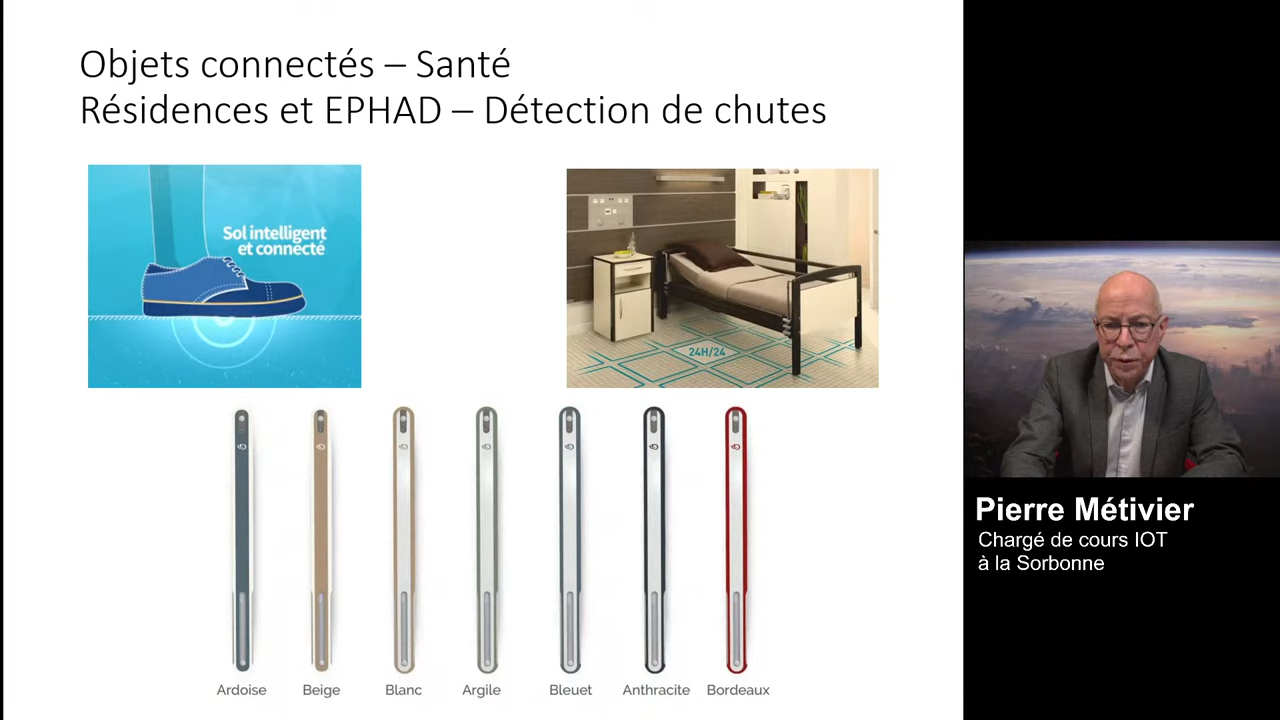 Objets connectés – Santé
Résidences et EPHAD – Détection de chutes
Sol intelligent
et connecté
24H/24
Ardoise
Beige
Blanc
Argile
Bleuet
Anthracite
Bordeaux
Pierre Métivier
Chargé de cours IOT
à la Sorbonne